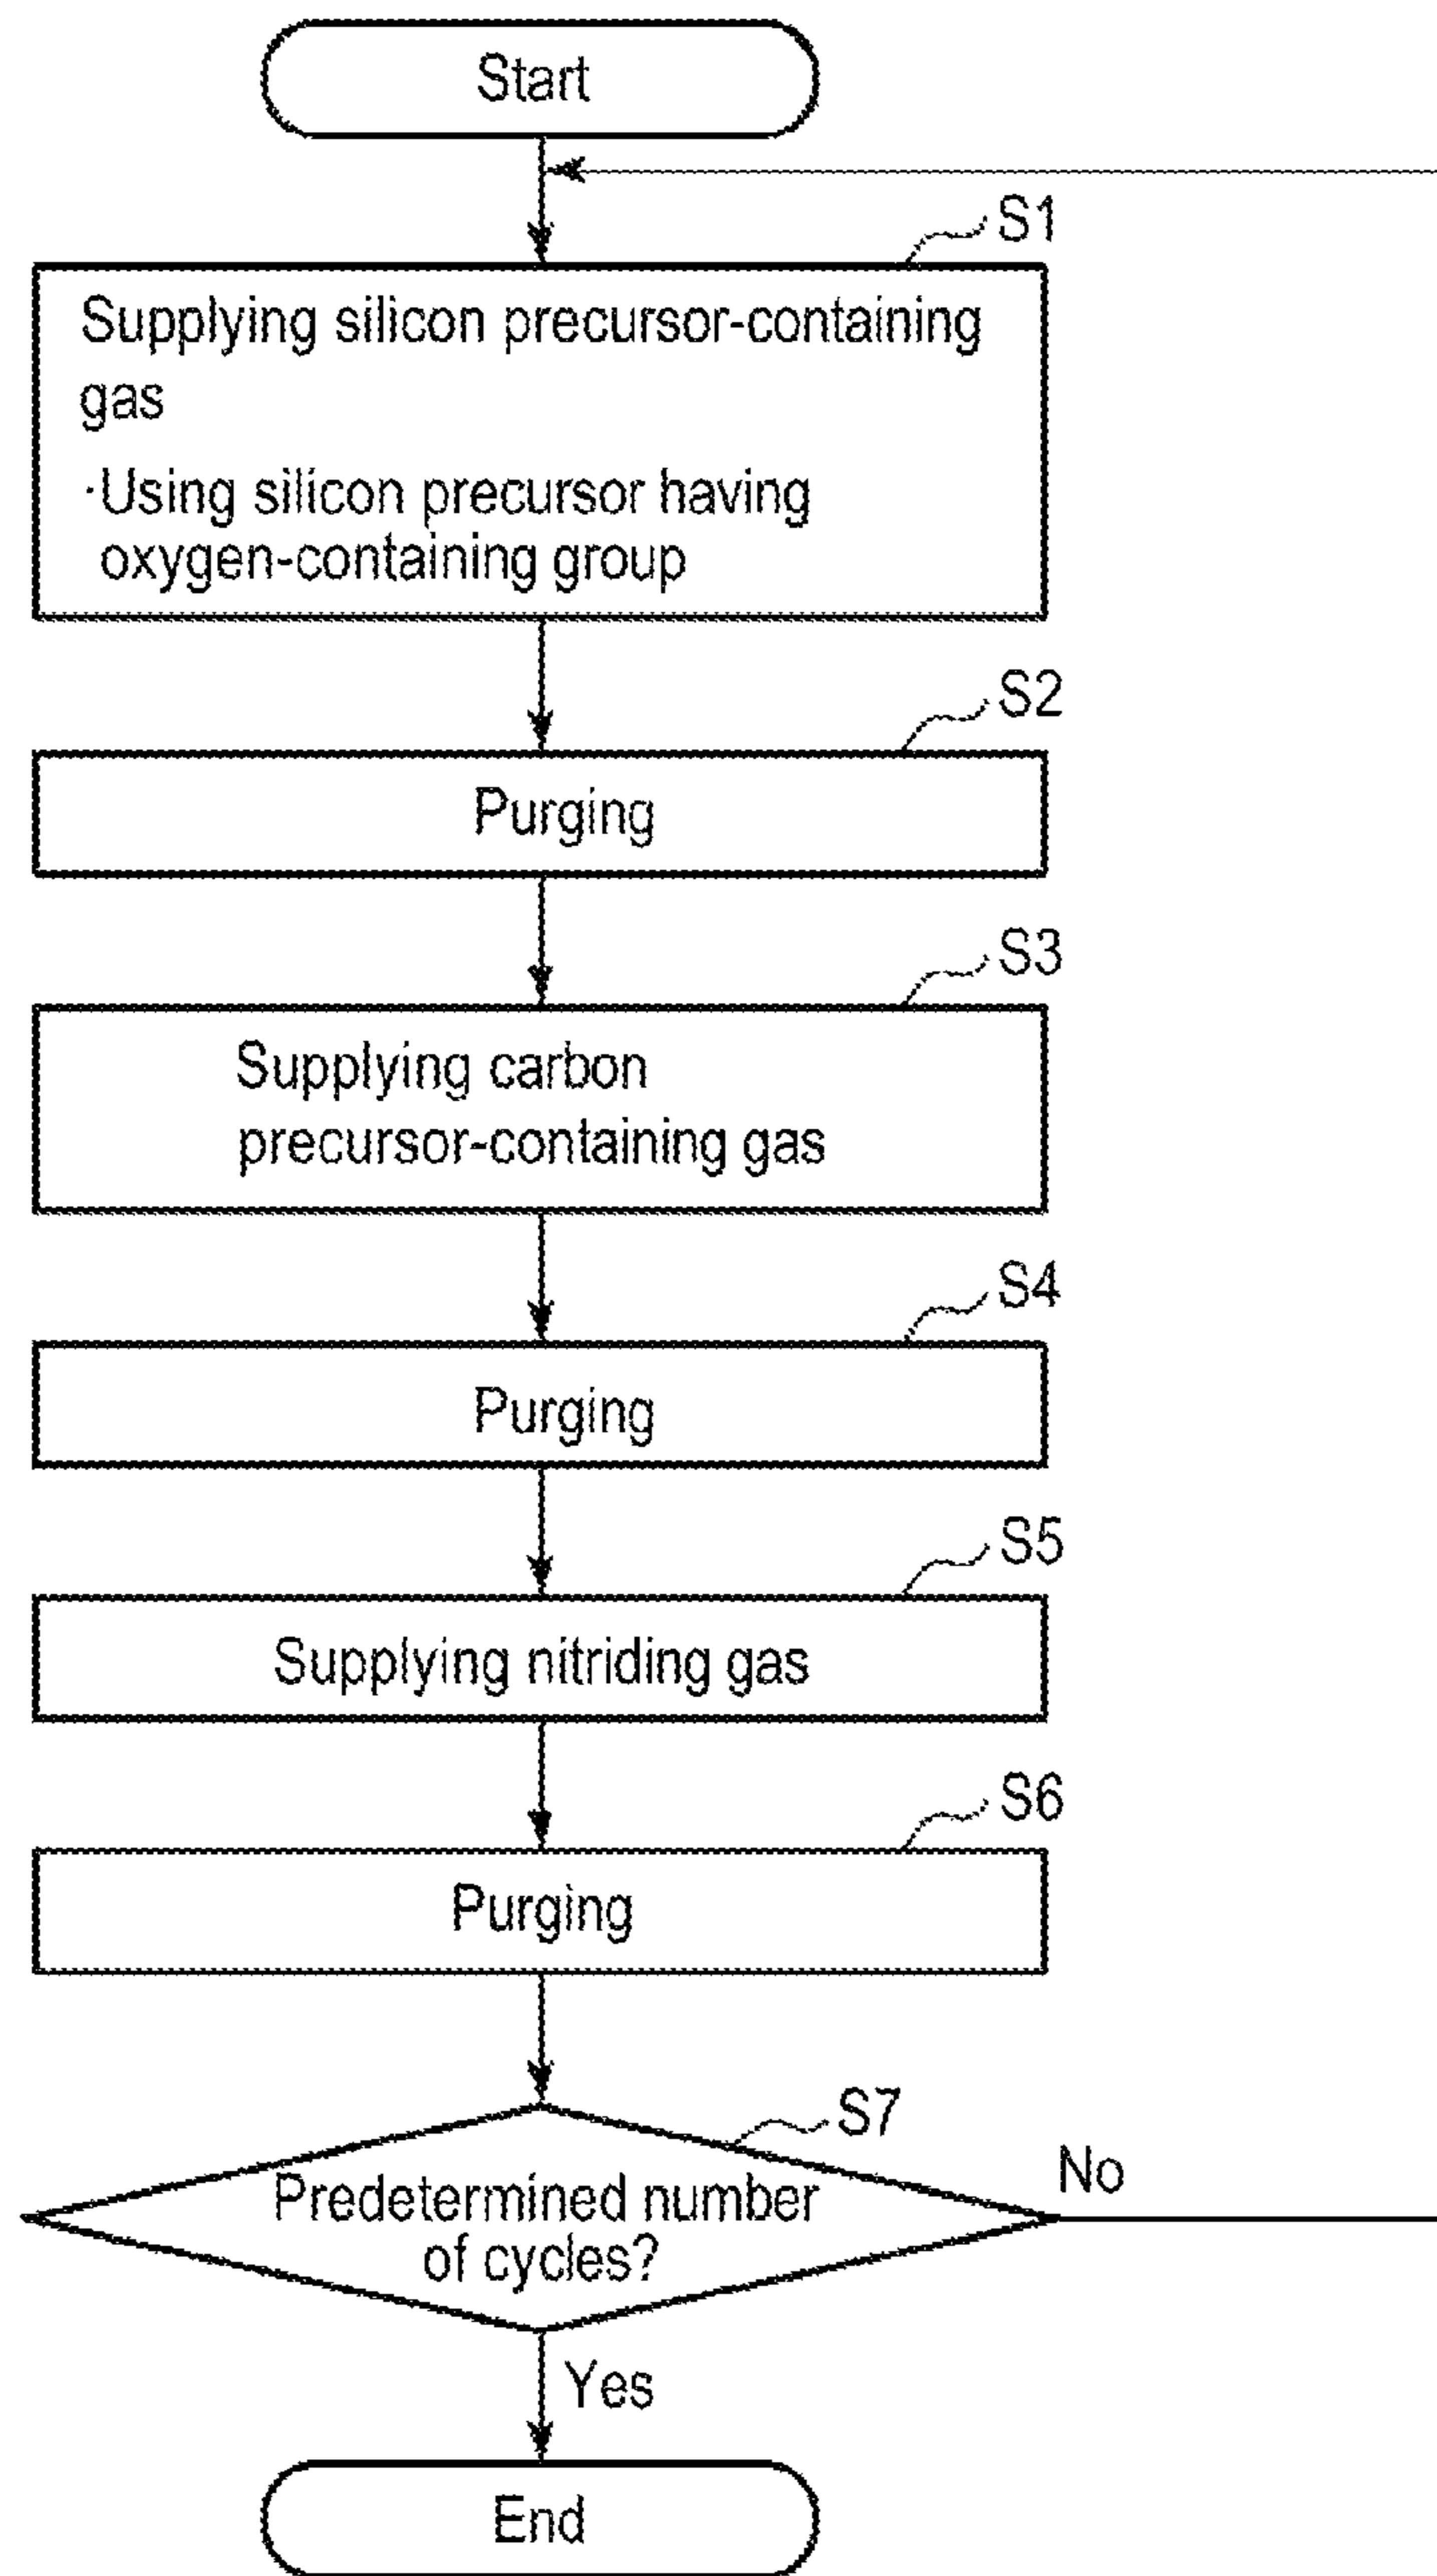 Start
S1
Supplying silicon precursor-containing
gas
·Using silicon precursor having
oxygen-containing group
S2
Purging
S3
Supplying carbon
precursor-containing gas
S4
Purging
S5
Supplying nitriding gas
S6
Purging
S7
Predetermined number
of cycles?
No
Yes
End